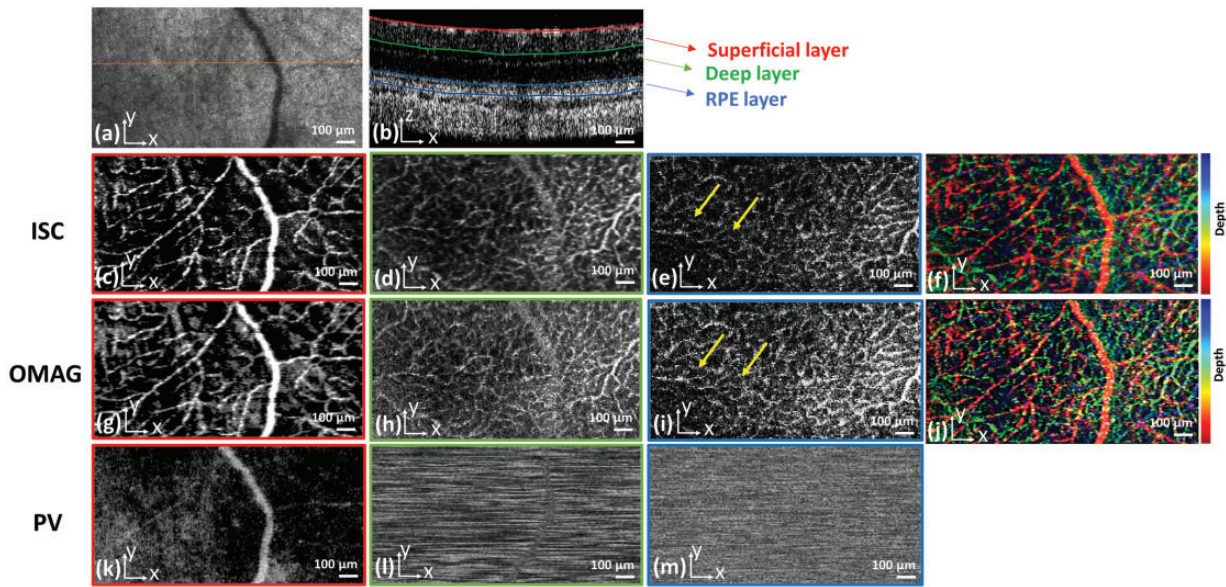 (a) y x 100 μm
(b) z x 100 μm
Superficial layer
Deep layer
RPE layer
ISC
(c) y x 100 μm
(d) y x 100 μm
(e) y x 100 μm
(f) y x 100 μm
Depth
OMAG
(g) y x 100 μm
(h) y x 100 μm
(i) y x 100 μm
(j) y x 100 μm
Depth
PV
(k) y x 100 μm
(l) y x 100 μm
(m) y x 100 μm